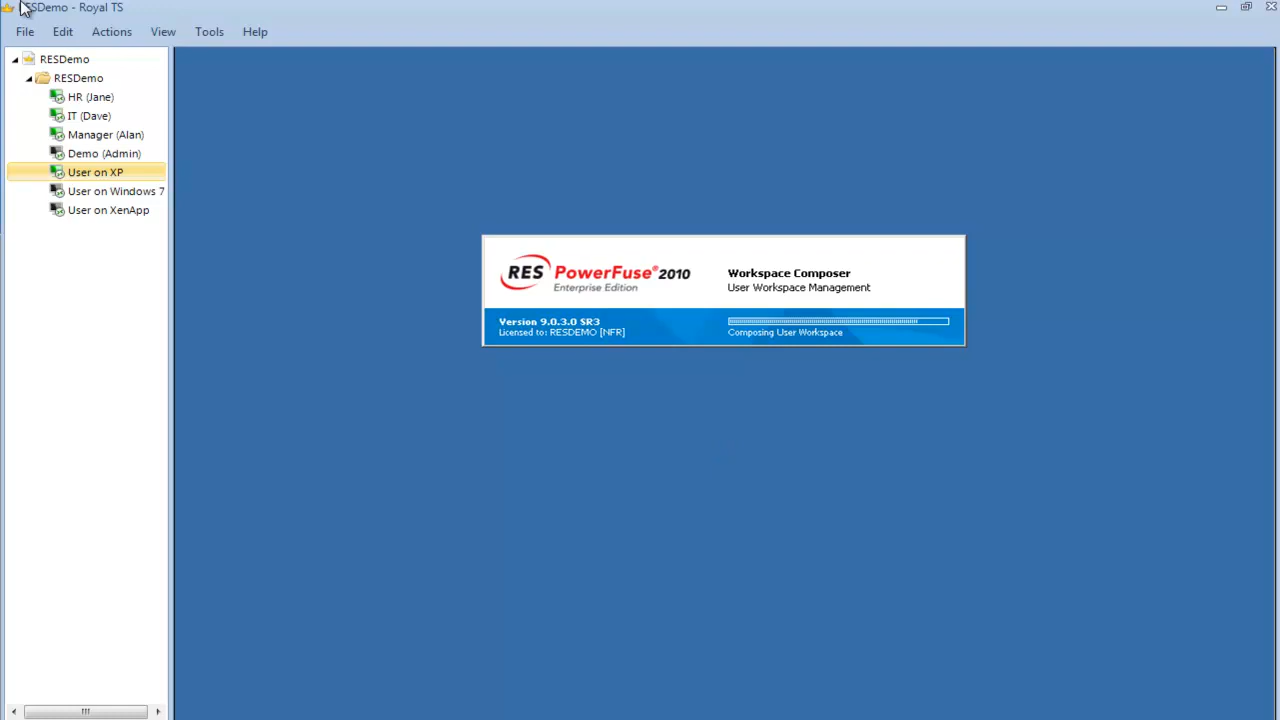 RESDemo - Royal TS
File Edit Actions View Tools Help
RESDemo
RESDemo
HR (Jane)
IT (Dave)
Manager (Alan)
Demo (Admin)
User on XP
User on Windows 7
User on XenApp
RES PowerFuse® 2010
Enterprise Edition
Workspace Composer
User Workspace Management
Version 9.0.3.0 SR3
Licensed to: RESDEMO [NFR]
Composing User Workspace